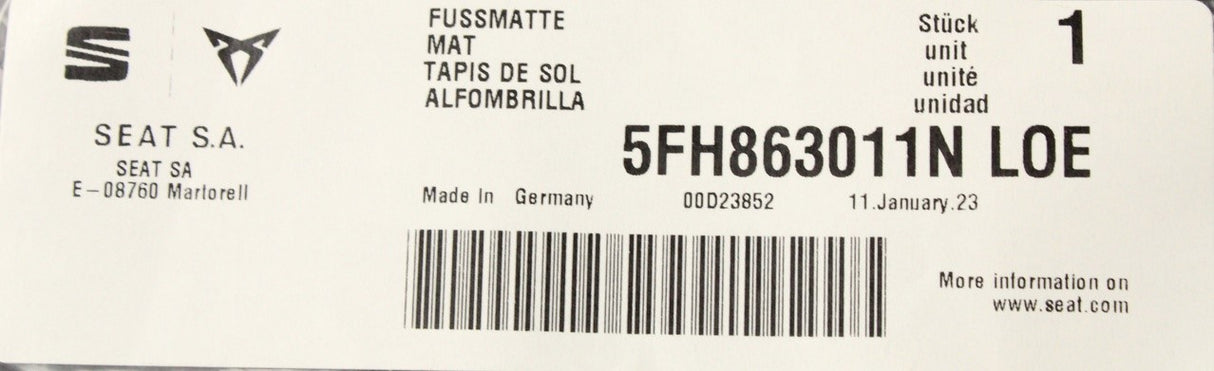 SEAT S.A.
SEAT SA
E-08760 Martorell
FUSSMATTE
MAT
TAPIS DE SOL
ALFOMBRILLA
Stück
unit
unité
unidad
1
5FH863011N LOE
Made In Germany 00D23852 11.January.23
More information on
www.seat.com